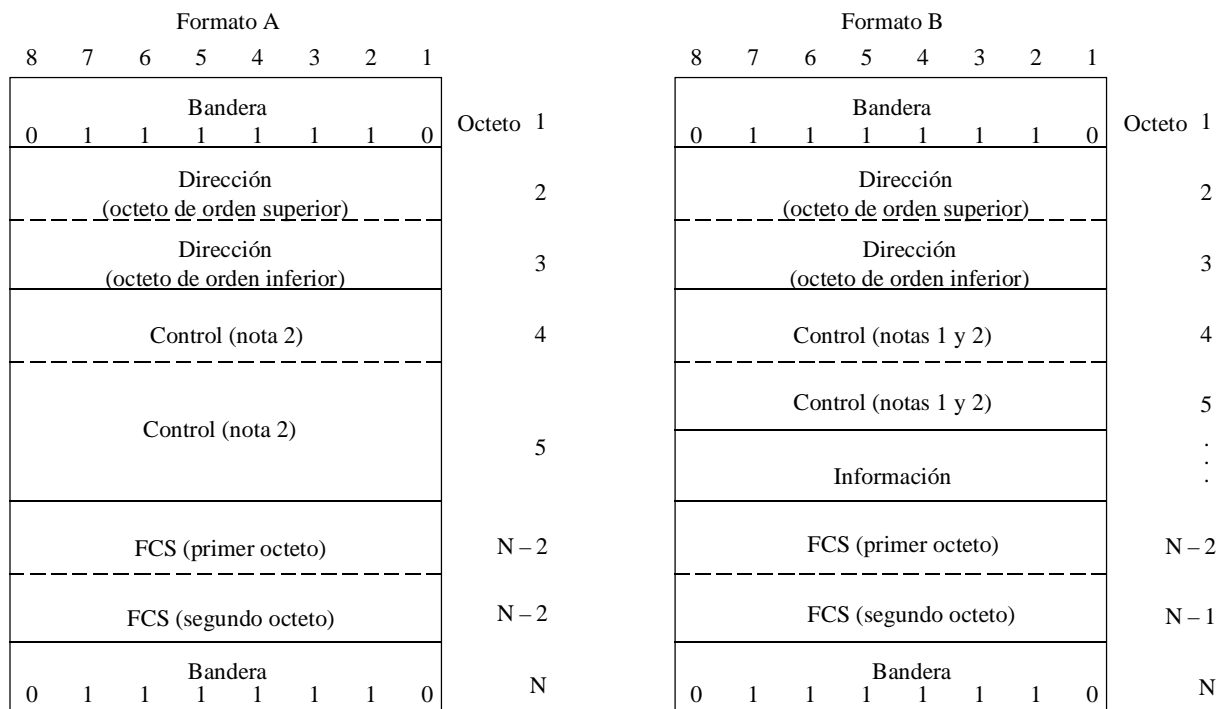 Formato A
8 7 6 5 4 3 2 1
Bandera
0 1 1 1 1 1 1 0
Octeto 1
Dirección
(octeto de orden superior)
2
Dirección
(octeto de orden inferior)
3
Control (nota 2)
4
Control (nota 2)
5
FCS (primer octeto)
N – 2
FCS (segundo octeto)
N – 2
Bandera
0 1 1 1 1 1 1 0
N
Formato B
8 7 6 5 4 3 2 1
Bandera
0 1 1 1 1 1 1 0
Octeto 1
Dirección
(octeto de orden superior)
2
Dirección
(octeto de orden inferior)
3
Control (notas 1 y 2)
4
Control (notas 1 y 2)
5
.
.
.
Información
FCS (primer octeto)
N – 2
FCS (segundo octeto)
N – 1
Bandera
0 1 1 1 1 1 1 0
N